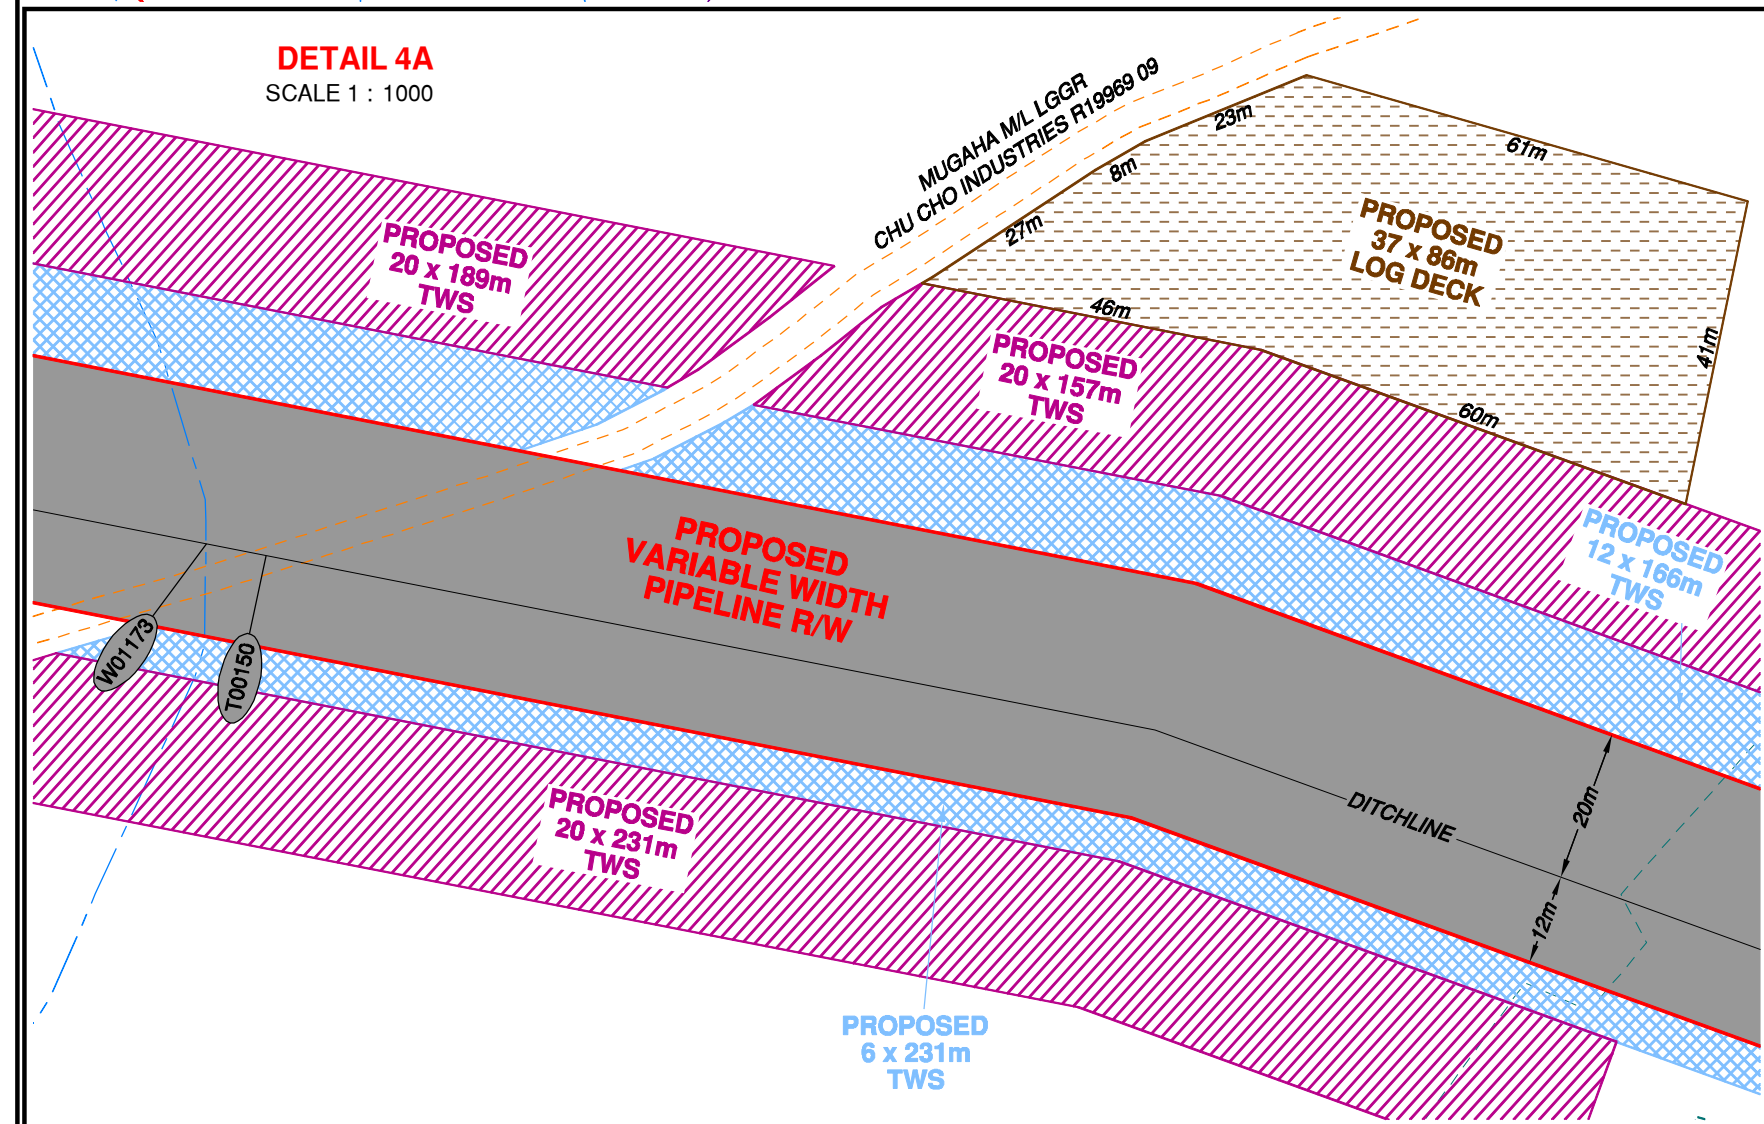 DETAIL 4A
SCALE 1 : 1000
MUGAHA M/L LGGR
CHU CHO INDUSTRIES R19969 09
23m
61m
8m
27m
PROPOSED
37 x 86m
LOG DECK
46m
41m
60m
PROPOSED
20 x 189m
TWS
PROPOSED
20 x 157m
TWS
PROPOSED
12 x 166m
TWS
PROPOSED
VARIABLE WIDTH
PIPELINE R/W
W01173
T00150
DITCHLINE
20m
12m
PROPOSED
20 x 231m
TWS
PROPOSED
6 x 231m
TWS